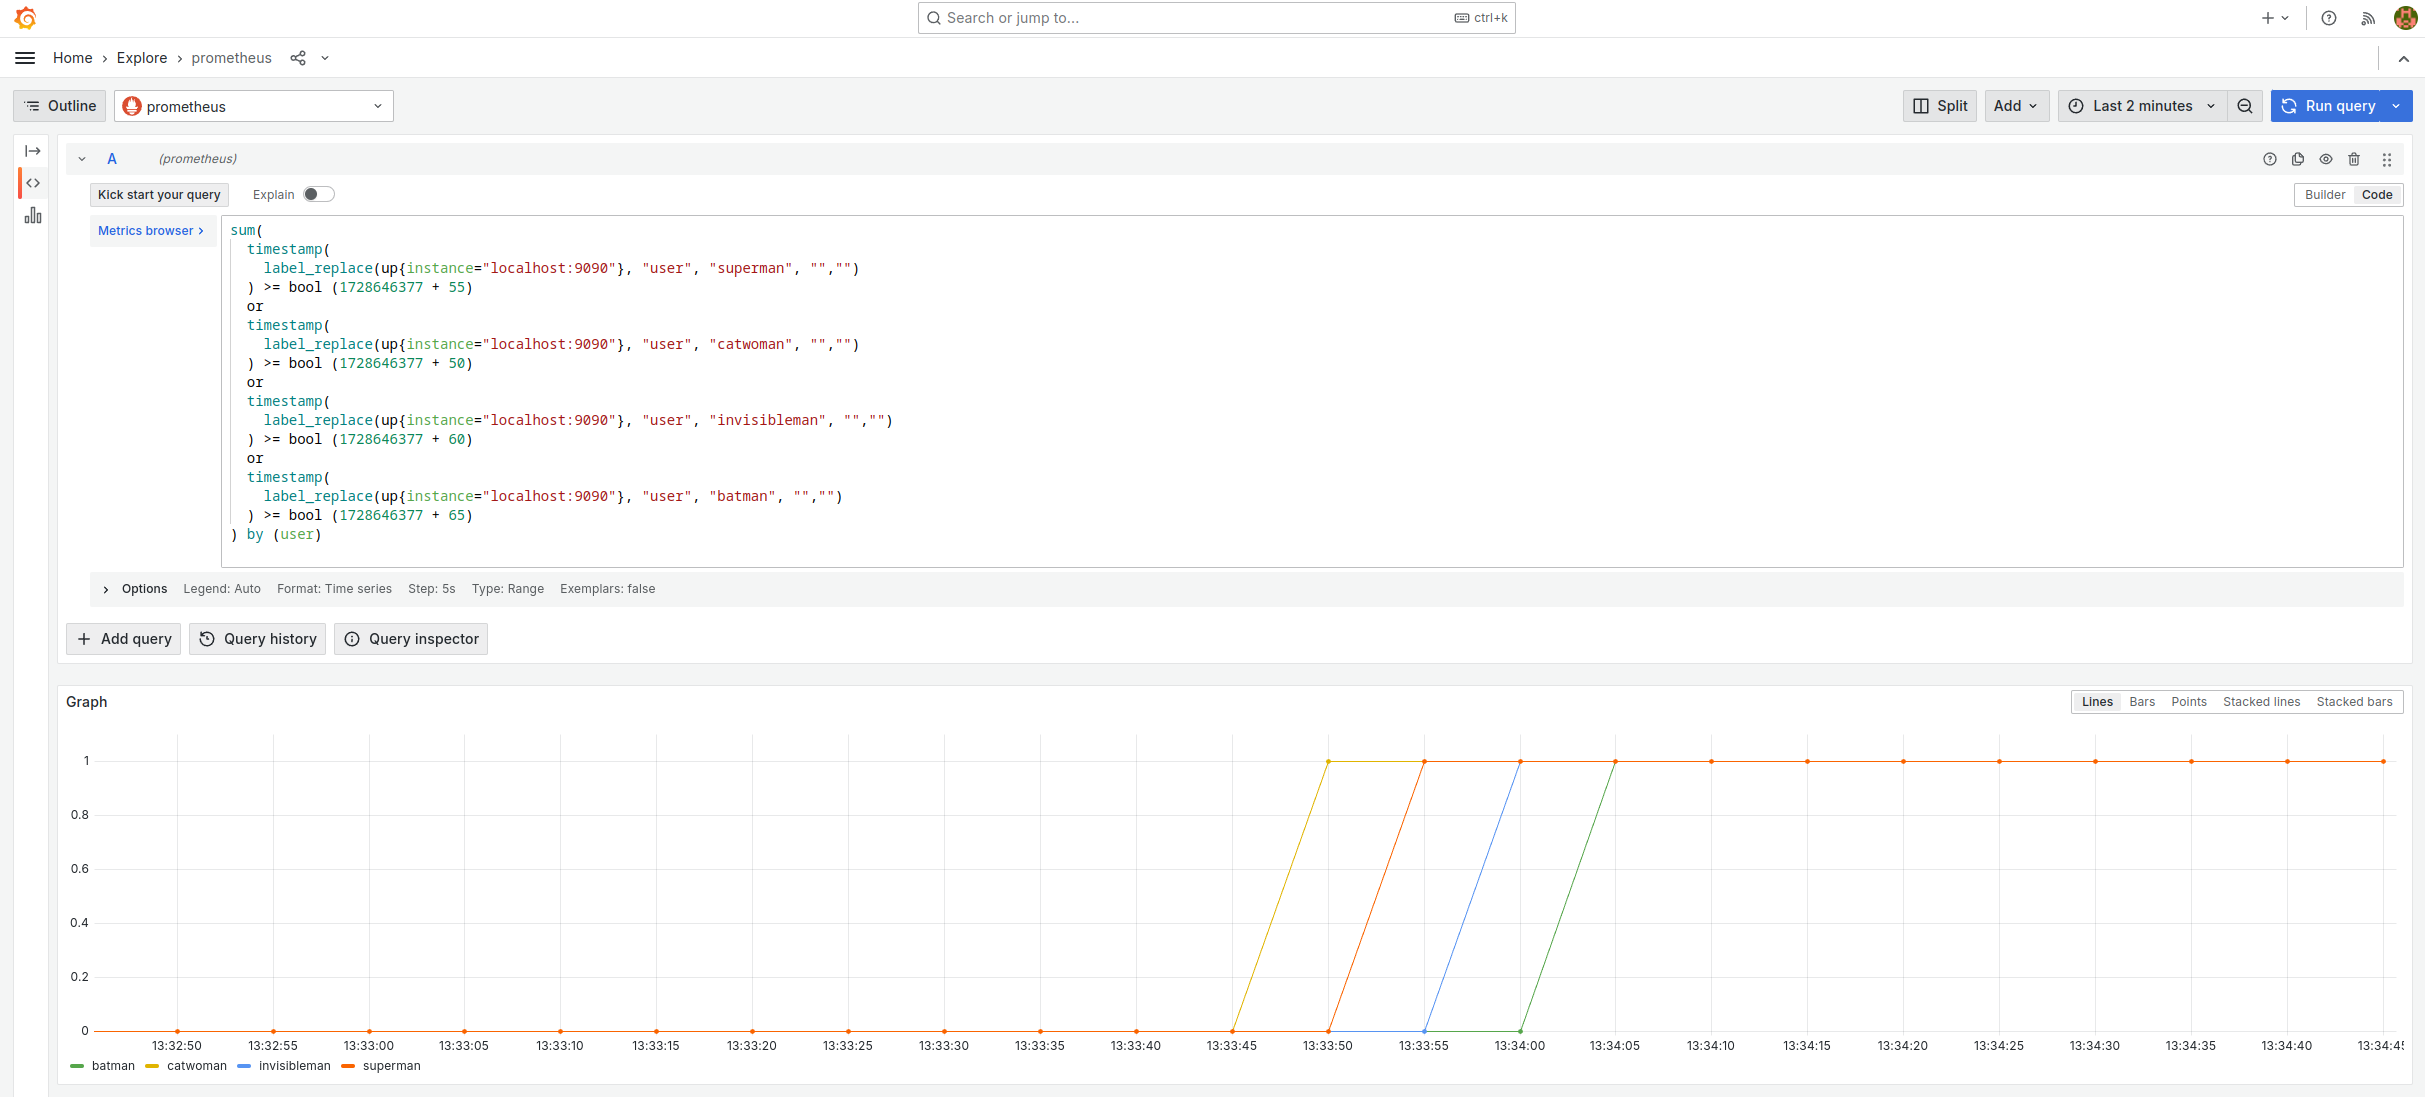 Search or jump to...
ctrl+k
Home › Explore › prometheus
Outline
prometheus
Split
Add
Last 2 minutes
Run query
A
(prometheus)
Kick start your query
Explain
Builder
Code
Metrics browser ›
sum(
  timestamp(
    label_replace(up{instance="localhost:9090"}, "user", "superman", "","")
  ) >= bool (1728646377 + 55)
  or
  timestamp(
    label_replace(up{instance="localhost:9090"}, "user", "catwoman", "","")
  ) >= bool (1728646377 + 50)
  or
  timestamp(
    label_replace(up{instance="localhost:9090"}, "user", "invisibleman", "","")
  ) >= bool (1728646377 + 60)
  or
  timestamp(
    label_replace(up{instance="localhost:9090"}, "user", "batman", "","")
  ) >= bool (1728646377 + 65)
) by (user)
Options Legend: Auto Format: Time series Step: 5s Type: Range Exemplars: false
Add query
Query history
Query inspector
Graph
Lines Bars Points Stacked lines Stacked bars
1
0.8
0.6
0.4
0.2
0
13:32:50 13:32:55 13:33:00 13:33:05 13:33:10 13:33:15 13:33:20 13:33:25 13:33:30 13:33:35 13:33:40 13:33:45 13:33:50 13:33:55 13:34:00 13:34:05 13:34:10 13:34:15 13:34:20 13:34:25 13:34:30 13:34:35 13:34:40 13:34:45
batman catwoman invisibleman superman